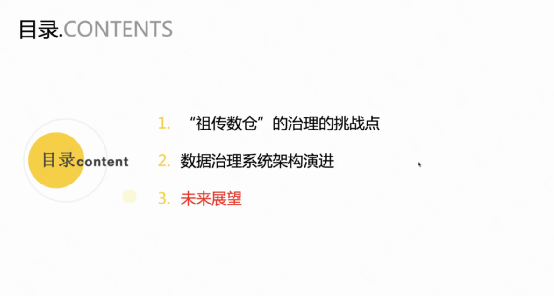 目录.CONTENTS
目录content
1. “祖传数仓”的治理的挑战点
2. 数据治理系统架构演进
3. 未来展望